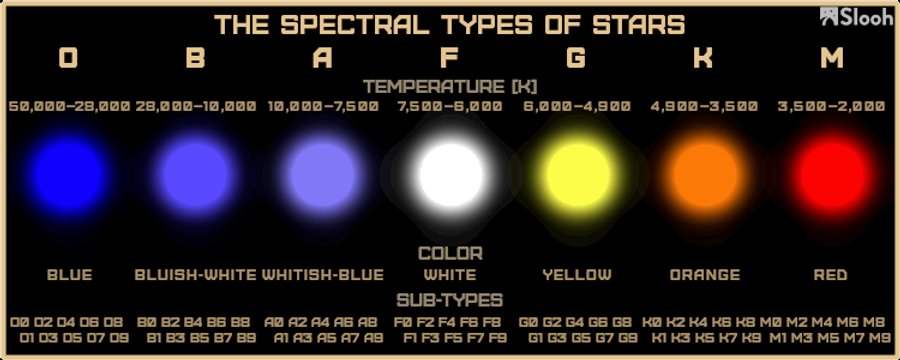 Slooh
THE SPECTRAL TYPES OF STARS
O B A F G K M
TEMPERATURE [K]
50,000-28,000 28,000-10,000 10,000-7,500 7,500-6,000 6,000-4,900 4,900-3,500 3,500-2,000
COLOR
BLUE BLUISH-WHITE WHITISH-BLUE WHITE YELLOW ORANGE RED
SUB-TYPES
O0 O2 O4 O6 O8 B0 B2 B4 B6 B8 A0 A2 A4 A6 A8 F0 F2 F4 F6 F8 G0 G2 G4 G6 G8 K0 K2 K4 K6 K8 M0 M2 M4 M6 M8
O1 O3 O5 O7 O9 B1 B3 B5 B7 B9 A1 A3 A5 A7 A9 F1 F3 F5 F7 F9 G1 G3 G5 G7 G9 K1 K3 K5 K7 K9 M1 M3 M5 M7 M9